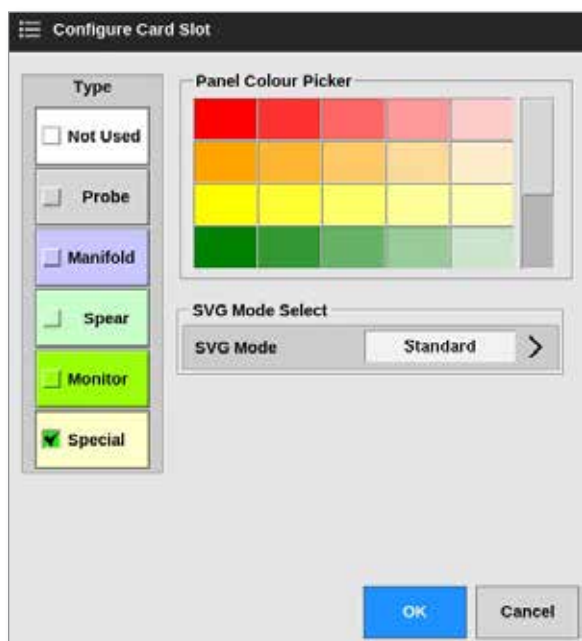 Configure Card Slot
Type
Not Used
Probe
Manifold
Spear
Monitor
Special
Panel Colour Picker
SVG Mode Select
SVG Mode
Standard
OK
Cancel